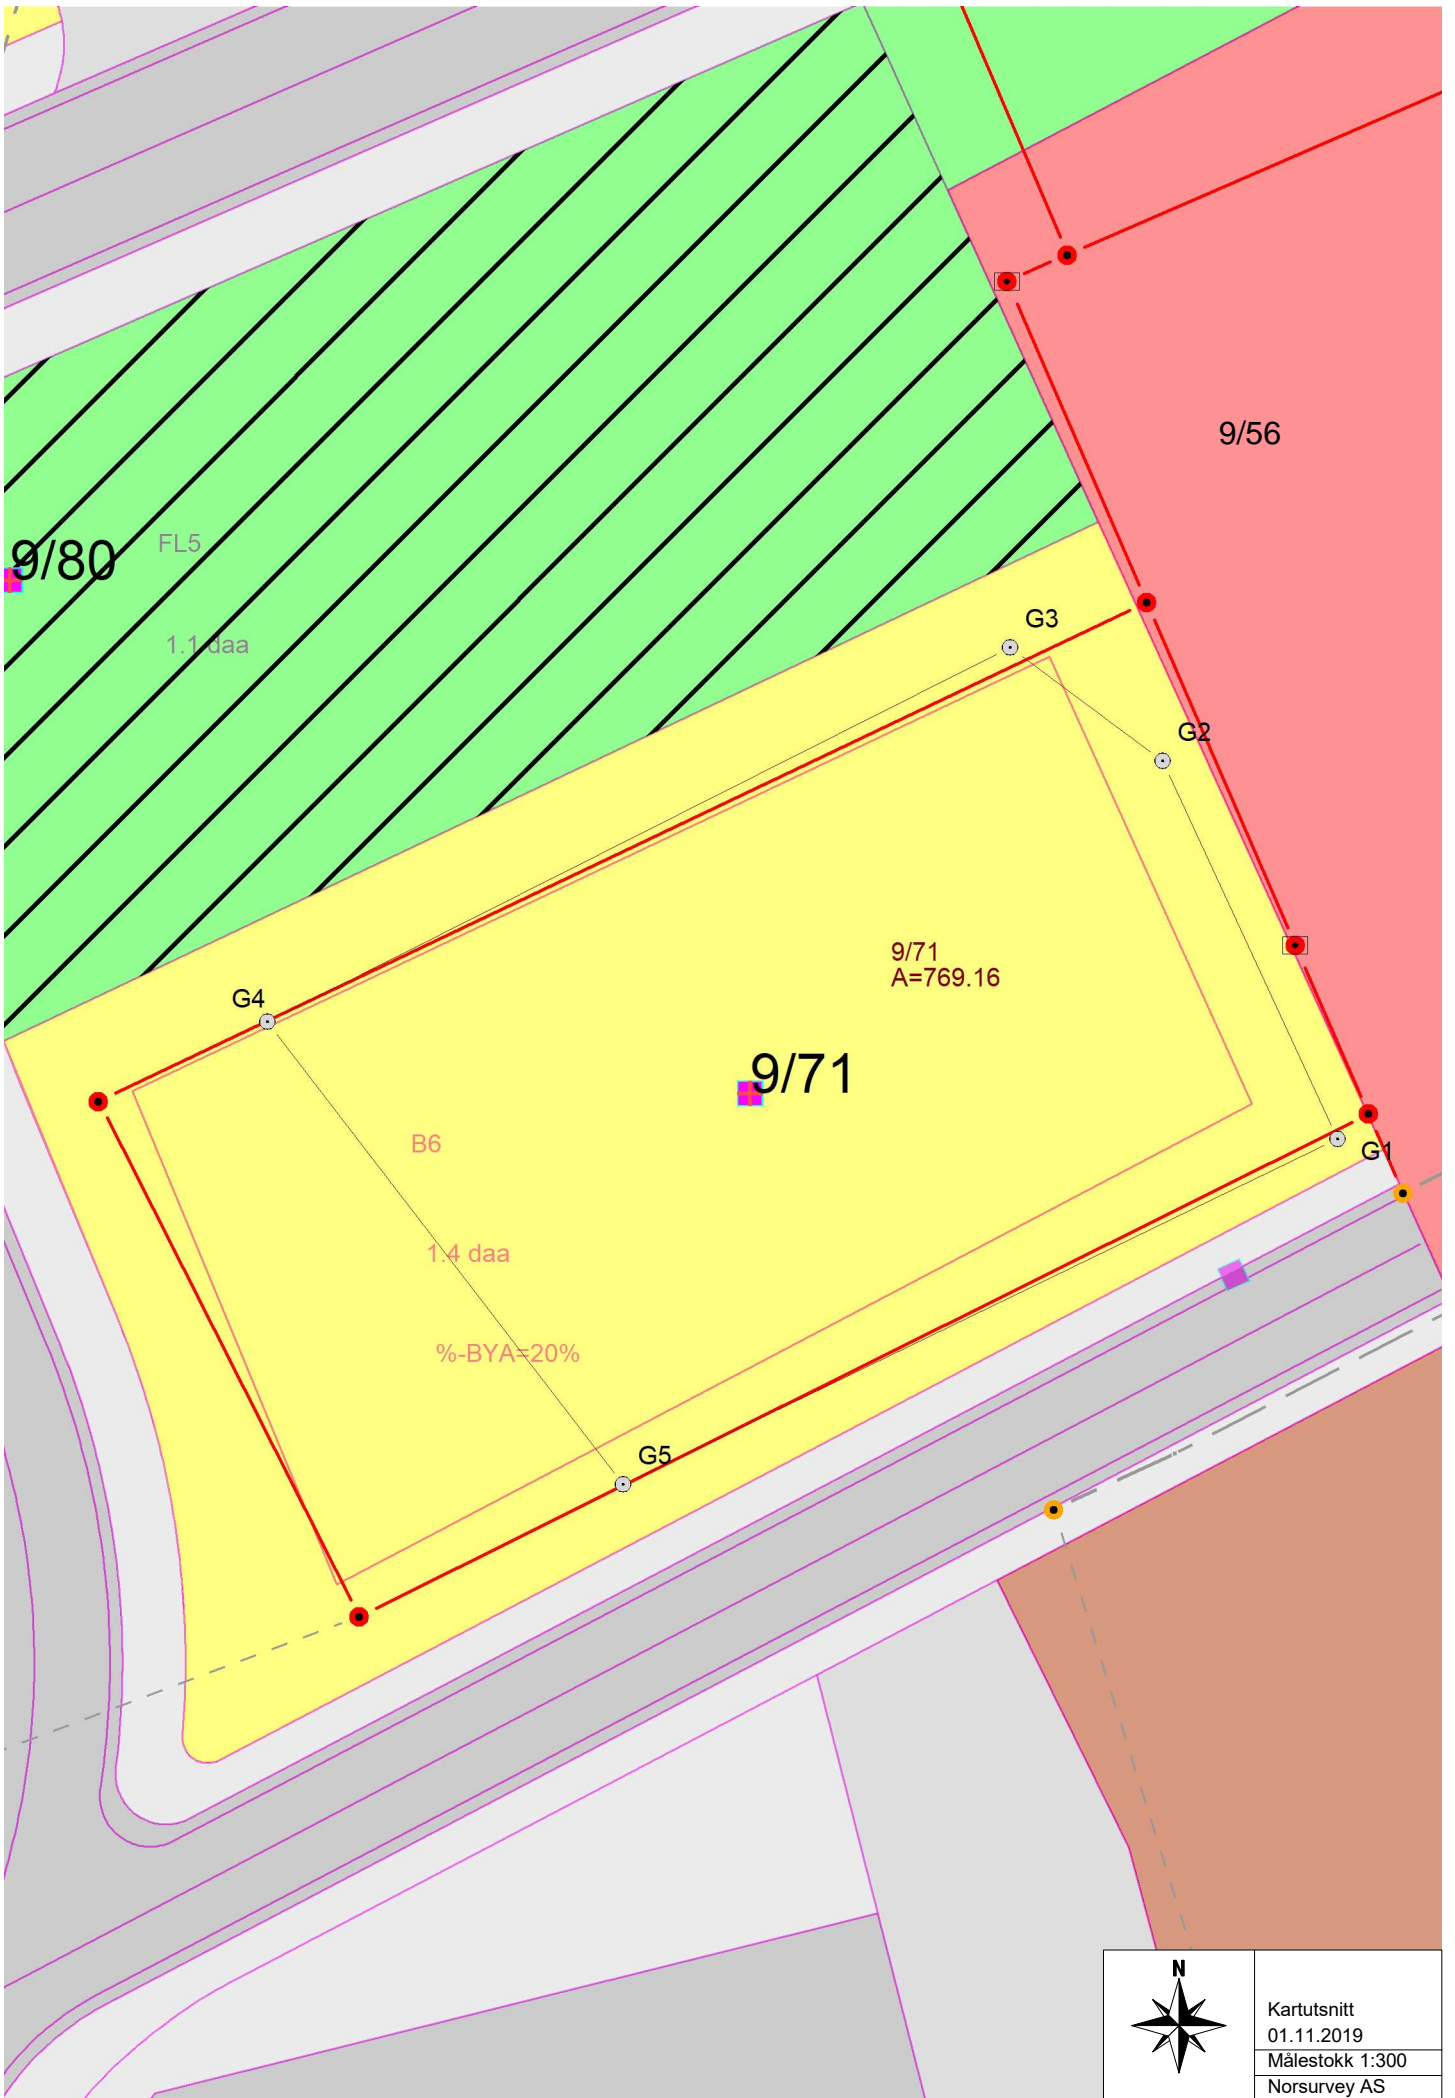 9/56
9/80
FL5
1.1 daa
G3
G2
9/71
A=769.16
G4
9/71
B6
G1
1.4 daa
%-BYA=20%
G5
N
Kartutsnitt
01.11.2019
Målestokk 1:300
Norsurvey AS